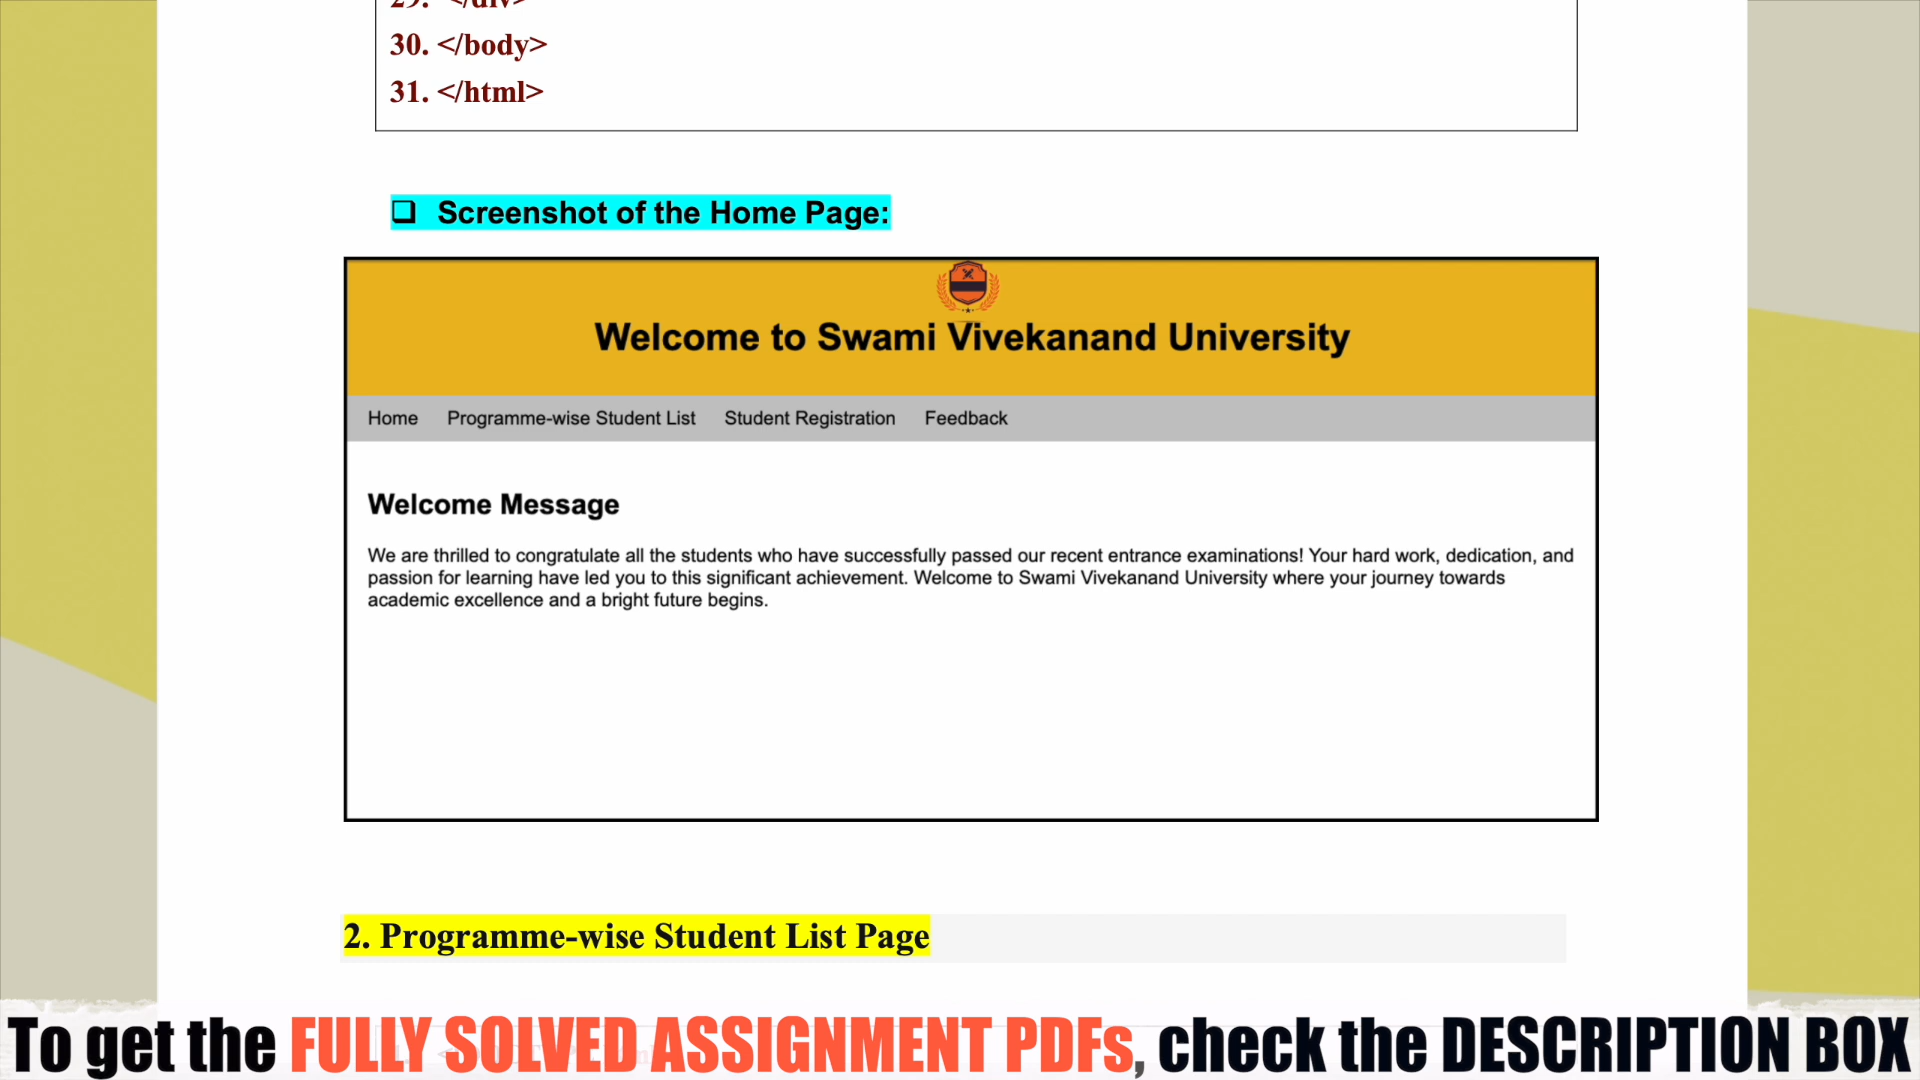 29. </div>
30. </body>
31. </html>
❑ Screenshot of the Home Page:
Welcome to Swami Vivekanand University
Home Programme-wise Student List Student Registration Feedback
Welcome Message
We are thrilled to congratulate all the students who have successfully passed our recent entrance examinations! Your hard work, dedication, and
passion for learning have led you to this significant achievement. Welcome to Swami Vivekanand University where your journey towards
academic excellence and a bright future begins.
2. Programme-wise Student List Page
To get the FULLY SOLVED ASSIGNMENT PDFs, check the DESCRIPTION BOX